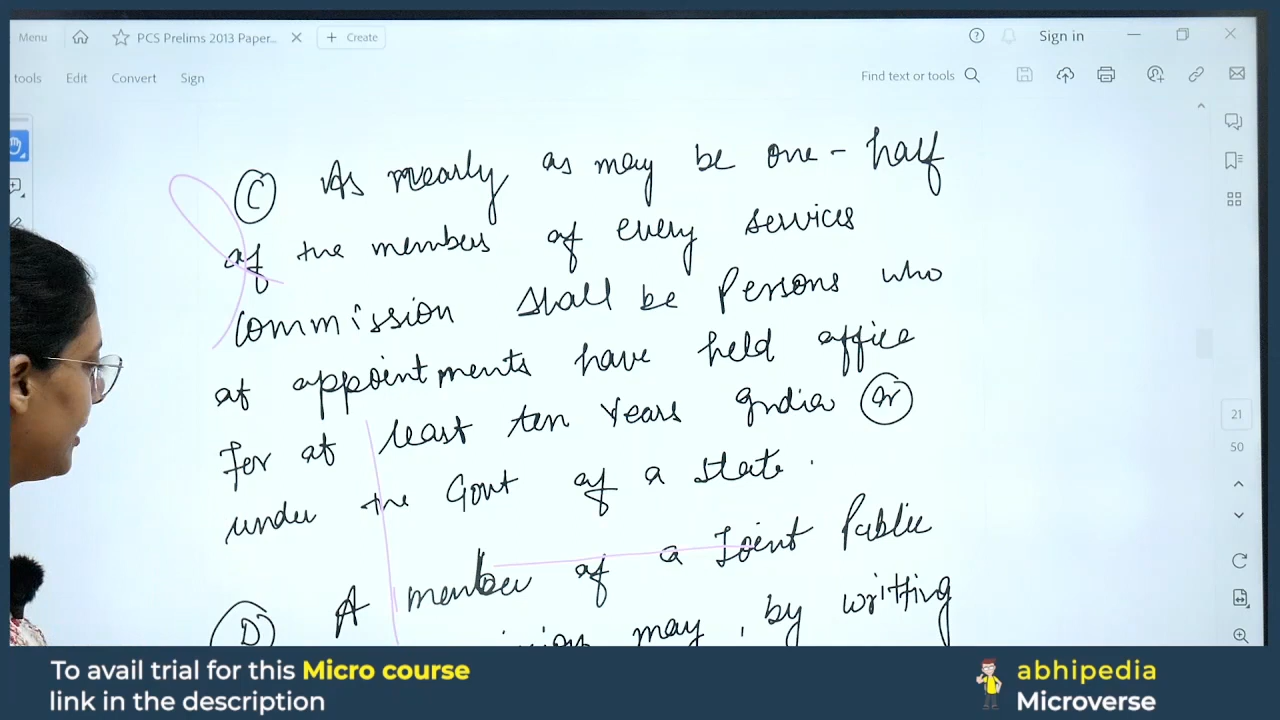 Menu
PCS Prelims 2013 Paper...
Create
Sign in
tools
Edit
Convert
Sign
Find text or tools
C As nearly as may be one-half
of the members of every services
Commission shall be Persons who
at appointments have held office
for at least ten Years India or
under the Govt of a State.
D A member of a Joint Public
may, by writting
21
50
To avail trial for this Micro course
link in the description
abhipedia
Microverse